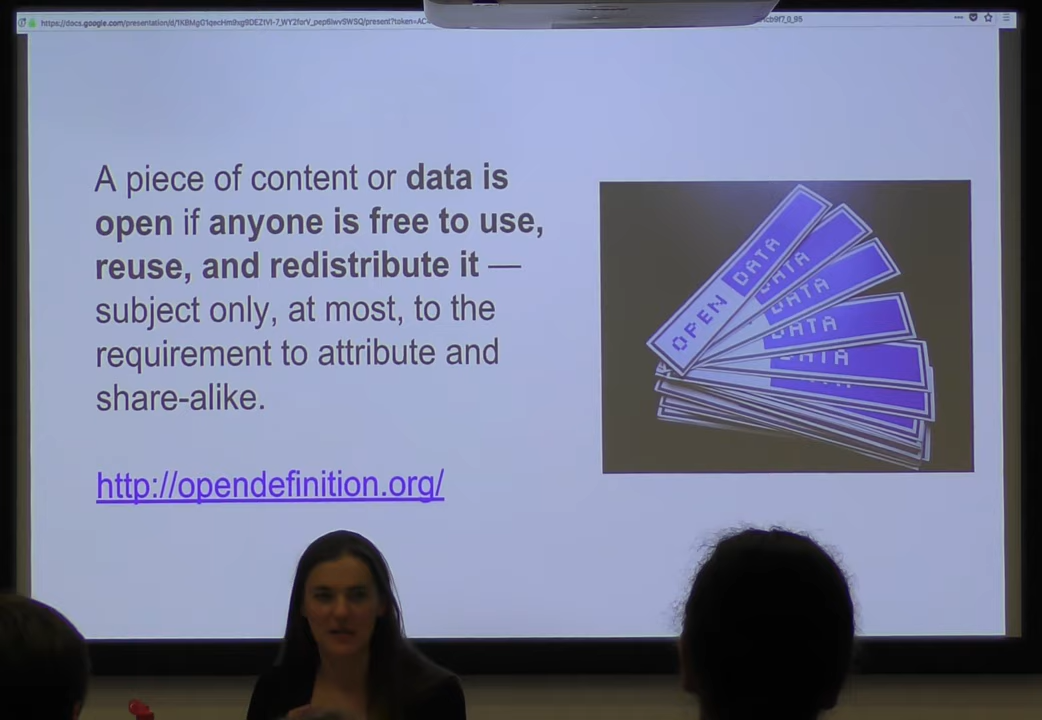 A piece of content or data is
open if anyone is free to use,
reuse, and redistribute it —
subject only, at most, to the
requirement to attribute and
share-alike.
http://opendefinition.org/
OPEN DATA
DATA
DATA
DATA
DATA